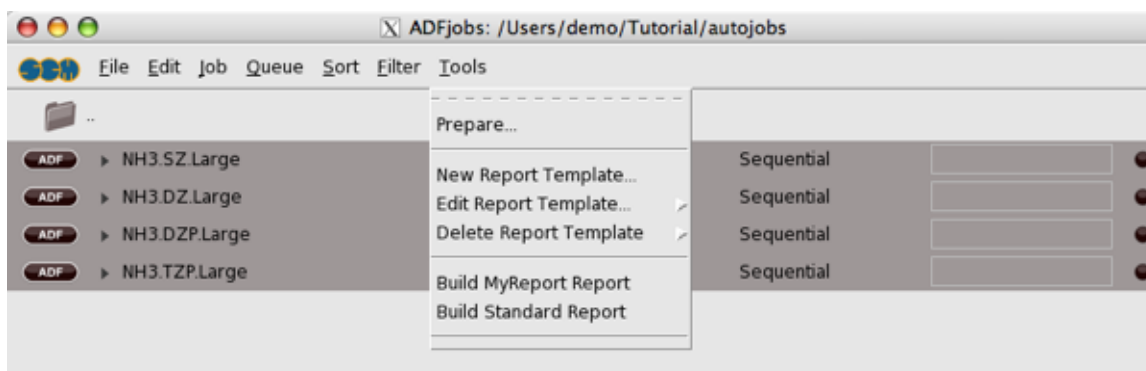 X ADFjobs: /Users/demo/Tutorial/autojobs
SCM File Edit Job Queue Sort Filter Tools
..
Prepare...
ADF NH3.SZ.Large Sequential
New Report Template...
ADF NH3.DZ.Large Sequential
Edit Report Template...
ADF NH3.DZP.Large Sequential
Delete Report Template
ADF NH3.TZP.Large Sequential
Build MyReport Report
Build Standard Report